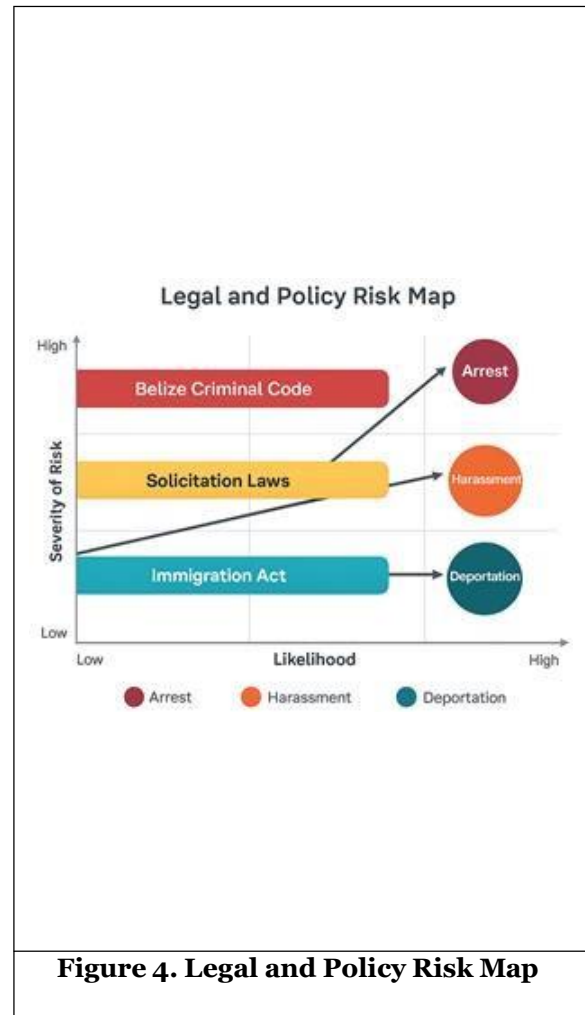 Legal and Policy Risk Map
High
Belize Criminal Code
Arrest
Severity of Risk
Solicitation Laws
Harassment
Immigration Act
Deportation
Low
Low
Likelihood
High
Arrest
Harassment
Deportation
Figure 4. Legal and Policy Risk Map